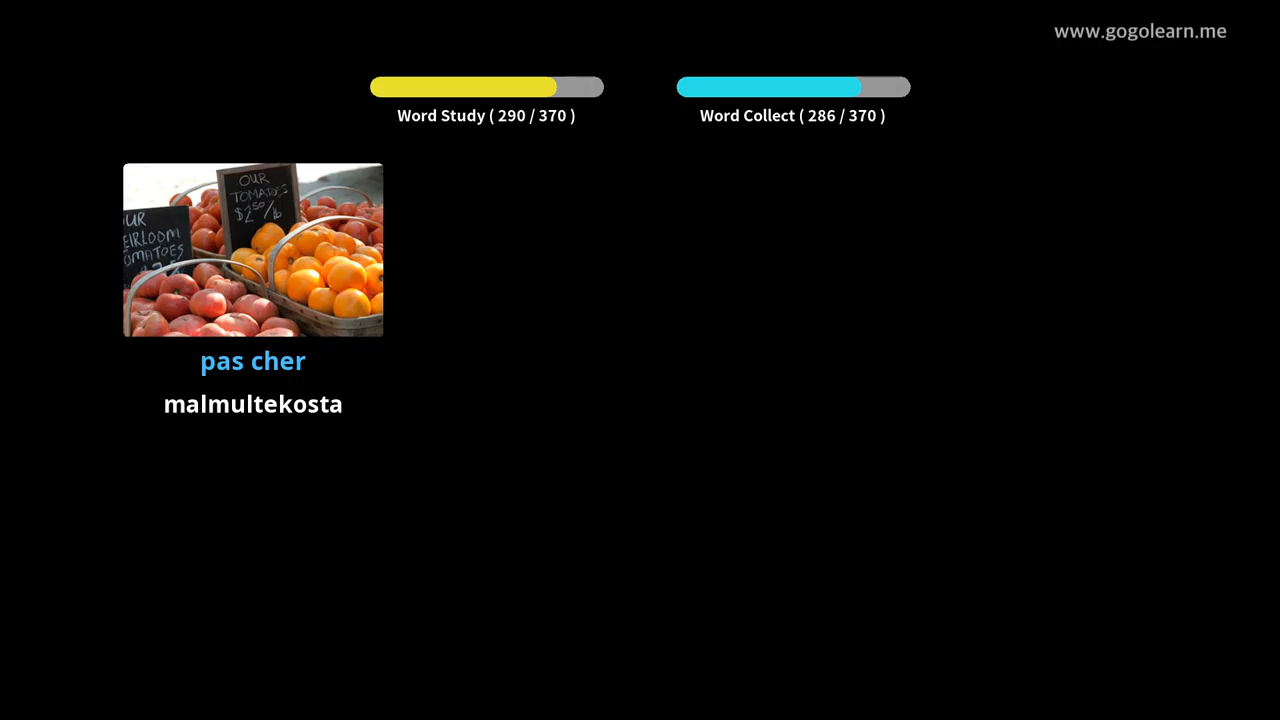 www.gogolearn.me
Word Study ( 290 / 370 )
Word Collect ( 286 / 370 )
OUR
TOMATOES
$2.50/lb
UR
EIRLOOM
OMATOES
pas cher
malmultekosta